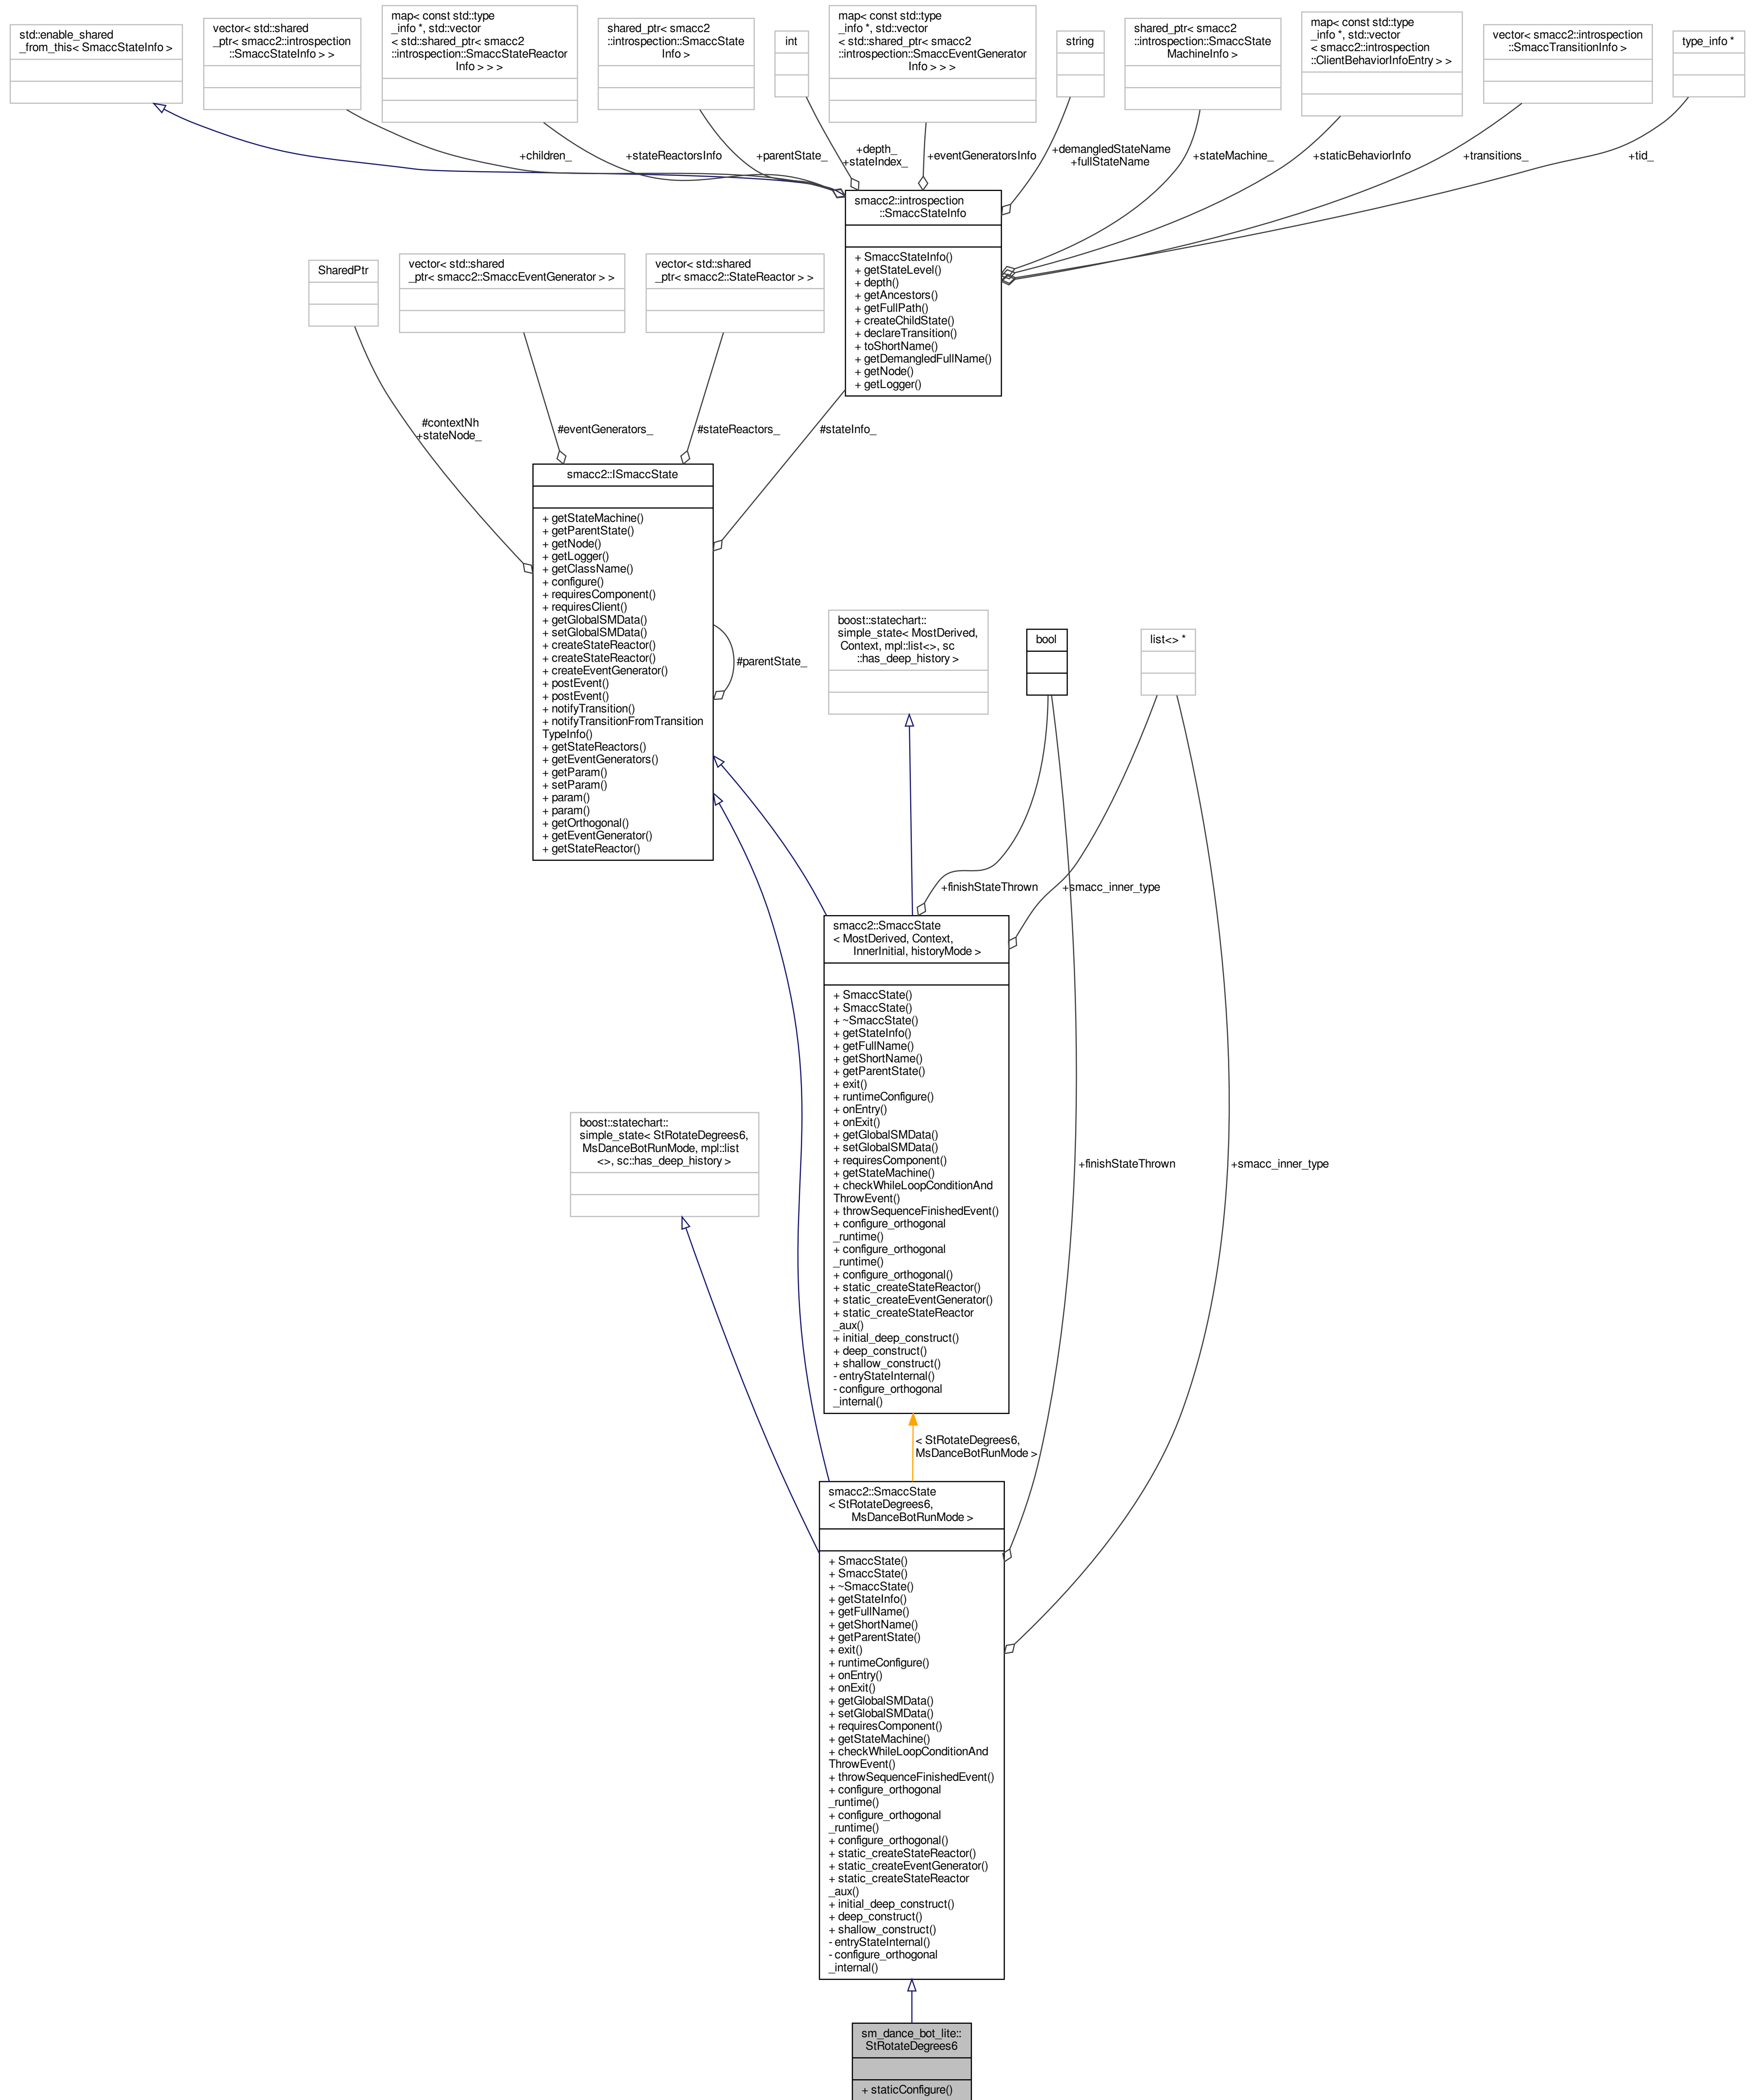 std::enable_shared
_from_this< SmaccStateInfo >
vector< std::shared
_ptr< smacc2::introspection
::SmaccStateInfo > >
map< const std::type
_info *, std::vector
< std::shared_ptr< smacc2
::introspection::SmaccStateReactor
Info > > >
shared_ptr< smacc2
::introspection::SmaccState
Info >
int
map< const std::type
_info *, std::vector
< std::shared_ptr< smacc2
::introspection::SmaccEventGenerator
Info > > >
string
shared_ptr< smacc2
::introspection::SmaccState
MachineInfo >
map< const std::type
_info *, std::vector
< smacc2::introspection
::ClientBehaviorInfoEntry > >
vector< smacc2::introspection
::SmaccTransitionInfo >
type_info *
+children_
+stateReactorsInfo
+parentState_
+depth_
+stateIndex_
+eventGeneratorsInfo
+demangledStateName
+fullStateName
+stateMachine_
+staticBehaviorInfo
+transitions_
+tid_
smacc2::introspection
::SmaccStateInfo
+ SmaccStateInfo()
+ getStateLevel()
+ depth()
+ getAncestors()
+ getFullPath()
+ createChildState()
+ declareTransition()
+ toShortName()
+ getDemangledFullName()
+ getNode()
+ getLogger()
SharedPtr
vector< std::shared
_ptr< smacc2::SmaccEventGenerator > >
vector< std::shared
_ptr< smacc2::StateReactor > >
#contextNh
+stateNode_
#eventGenerators_
#stateReactors_
#stateInfo_
smacc2::ISmaccState
+ getStateMachine()
+ getParentState()
+ getNode()
+ getLogger()
+ getClassName()
+ configure()
+ requiresComponent()
+ requiresClient()
+ getGlobalSMData()
+ setGlobalSMData()
+ createStateReactor()
+ createStateReactor()
+ createEventGenerator()
+ postEvent()
+ postEvent()
+ notifyTransition()
+ notifyTransitionFromTransition
TypeInfo()
+ getStateReactors()
+ getEventGenerators()
+ getParam()
+ setParam()
+ param()
+ param()
+ getOrthogonal()
+ getEventGenerator()
+ getStateReactor()
#parentState_
boost::statechart::
simple_state< MostDerived,
Context, mpl::list<>, sc
::has_deep_history >
bool
list<> *
+finishStateThrown
+smacc_inner_type
smacc2::SmaccState
< MostDerived, Context,
InnerInitial, historyMode >
+ SmaccState()
+ SmaccState()
+ ~SmaccState()
+ getStateInfo()
+ getFullName()
+ getShortName()
+ getParentState()
+ exit()
+ runtimeConfigure()
+ onEntry()
+ onExit()
+ getGlobalSMData()
+ setGlobalSMData()
+ requiresComponent()
+ getStateMachine()
+ checkWhileLoopConditionAnd
ThrowEvent()
+ throwSequenceFinishedEvent()
+ configure_orthogonal
_runtime()
+ configure_orthogonal
_runtime()
+ configure_orthogonal()
+ static_createStateReactor()
+ static_createEventGenerator()
+ static_createStateReactor
_aux()
+ initial_deep_construct()
+ deep_construct()
+ shallow_construct()
- entryStateInternal()
- configure_orthogonal
_internal()
boost::statechart::
simple_state< StRotateDegrees6,
MsDanceBotRunMode, mpl::list
<>, sc::has_deep_history >
+finishStateThrown
+smacc_inner_type
< StRotateDegrees6,
MsDanceBotRunMode >
smacc2::SmaccState
< StRotateDegrees6,
MsDanceBotRunMode >
+ SmaccState()
+ SmaccState()
+ ~SmaccState()
+ getStateInfo()
+ getFullName()
+ getShortName()
+ getParentState()
+ exit()
+ runtimeConfigure()
+ onEntry()
+ onExit()
+ getGlobalSMData()
+ setGlobalSMData()
+ requiresComponent()
+ getStateMachine()
+ checkWhileLoopConditionAnd
ThrowEvent()
+ throwSequenceFinishedEvent()
+ configure_orthogonal
_runtime()
+ configure_orthogonal
_runtime()
+ configure_orthogonal()
+ static_createStateReactor()
+ static_createEventGenerator()
+ static_createStateReactor
_aux()
+ initial_deep_construct()
+ deep_construct()
+ shallow_construct()
- entryStateInternal()
- configure_orthogonal
_internal()
sm_dance_bot_lite::
StRotateDegrees6
+ staticConfigure()